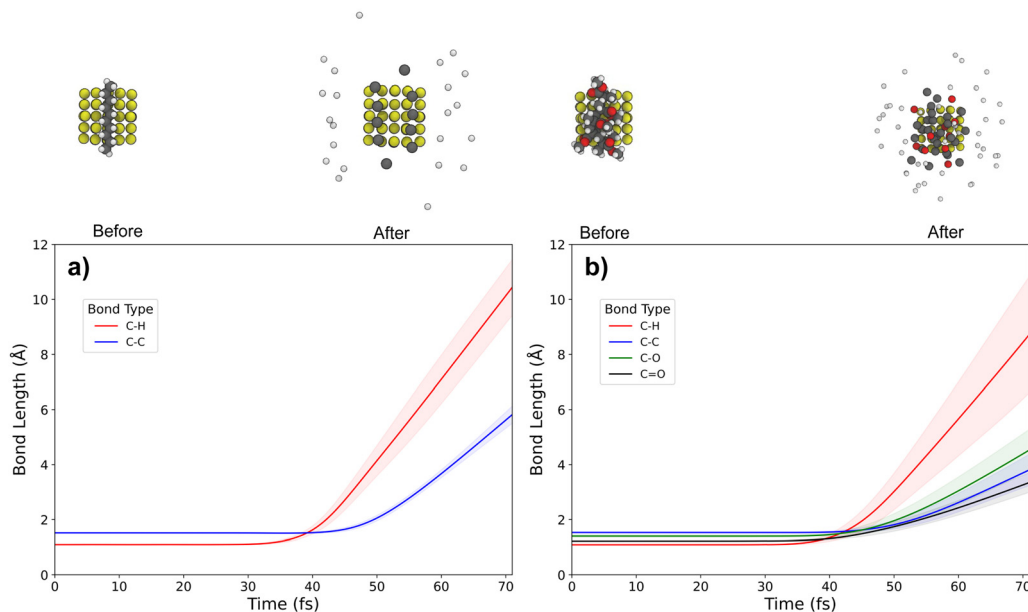 Before
After
Before
After
a)
Bond Type
C-H
C-C
12
10
8
6
4
2
0
Bond Length (Å)
0
10
20
30
40
50
60
70
Time (fs)
b)
Bond Type
C-H
C-C
C-O
C=O
12
10
8
6
4
2
0
Bond Length (Å)
0
10
20
30
40
50
60
70
Time (fs)